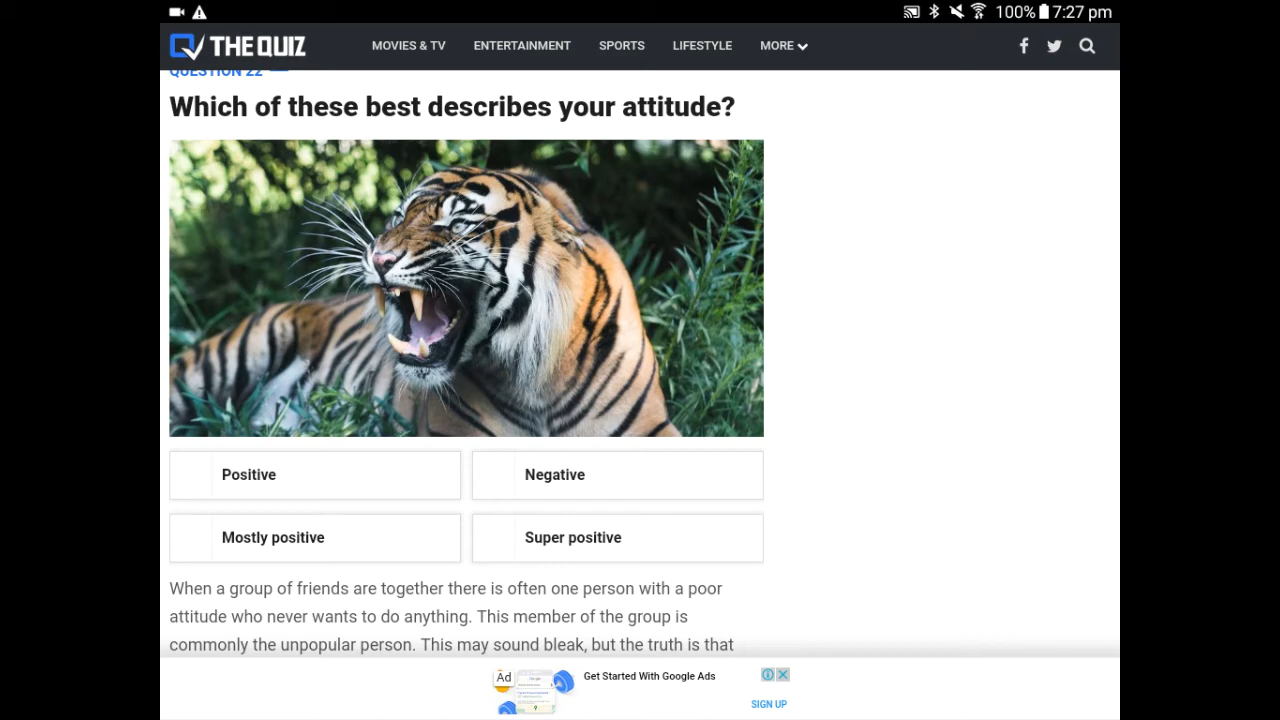 100% 7:27 pm
THE QUIZ MOVIES & TV ENTERTAINMENT SPORTS LIFESTYLE MORE
QUESTION 22
Which of these best describes your attitude?
Positive
Negative
Mostly positive
Super positive
When a group of friends are together there is often one person with a poor
attitude who never wants to do anything. This member of the group is
commonly the unpopular person. This may sound bleak, but the truth is that
Ad
Get Started With Google Ads
SIGN UP